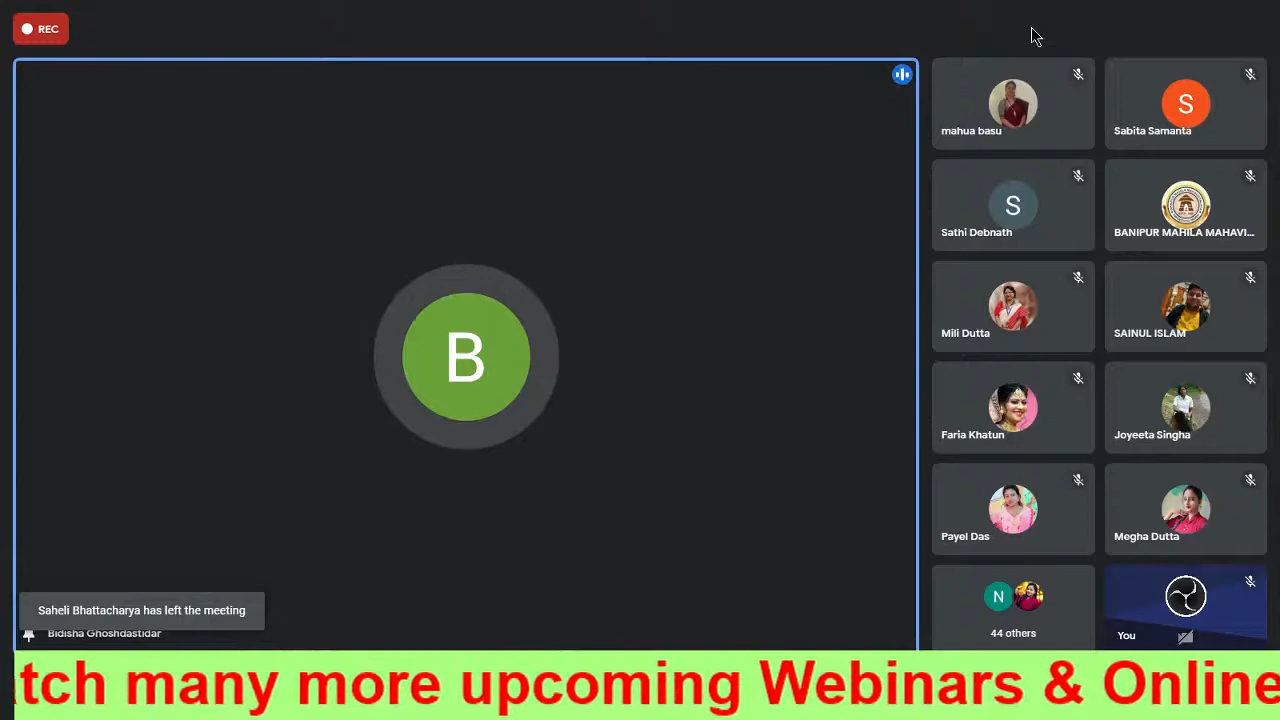 REC
B
Saheli Bhattacharya has left the meeting
Bidisha Ghoshdastidar
mahua basu
S
Sabita Samanta
S
Sathi Debnath
BANIPUR MAHILA MAHAVI...
Mili Dutta
SAINUL ISLAM
Faria Khatun
Joyeeta Singha
Payel Das
Megha Dutta
N
44 others
You
tch many more upcoming Webinars & Online